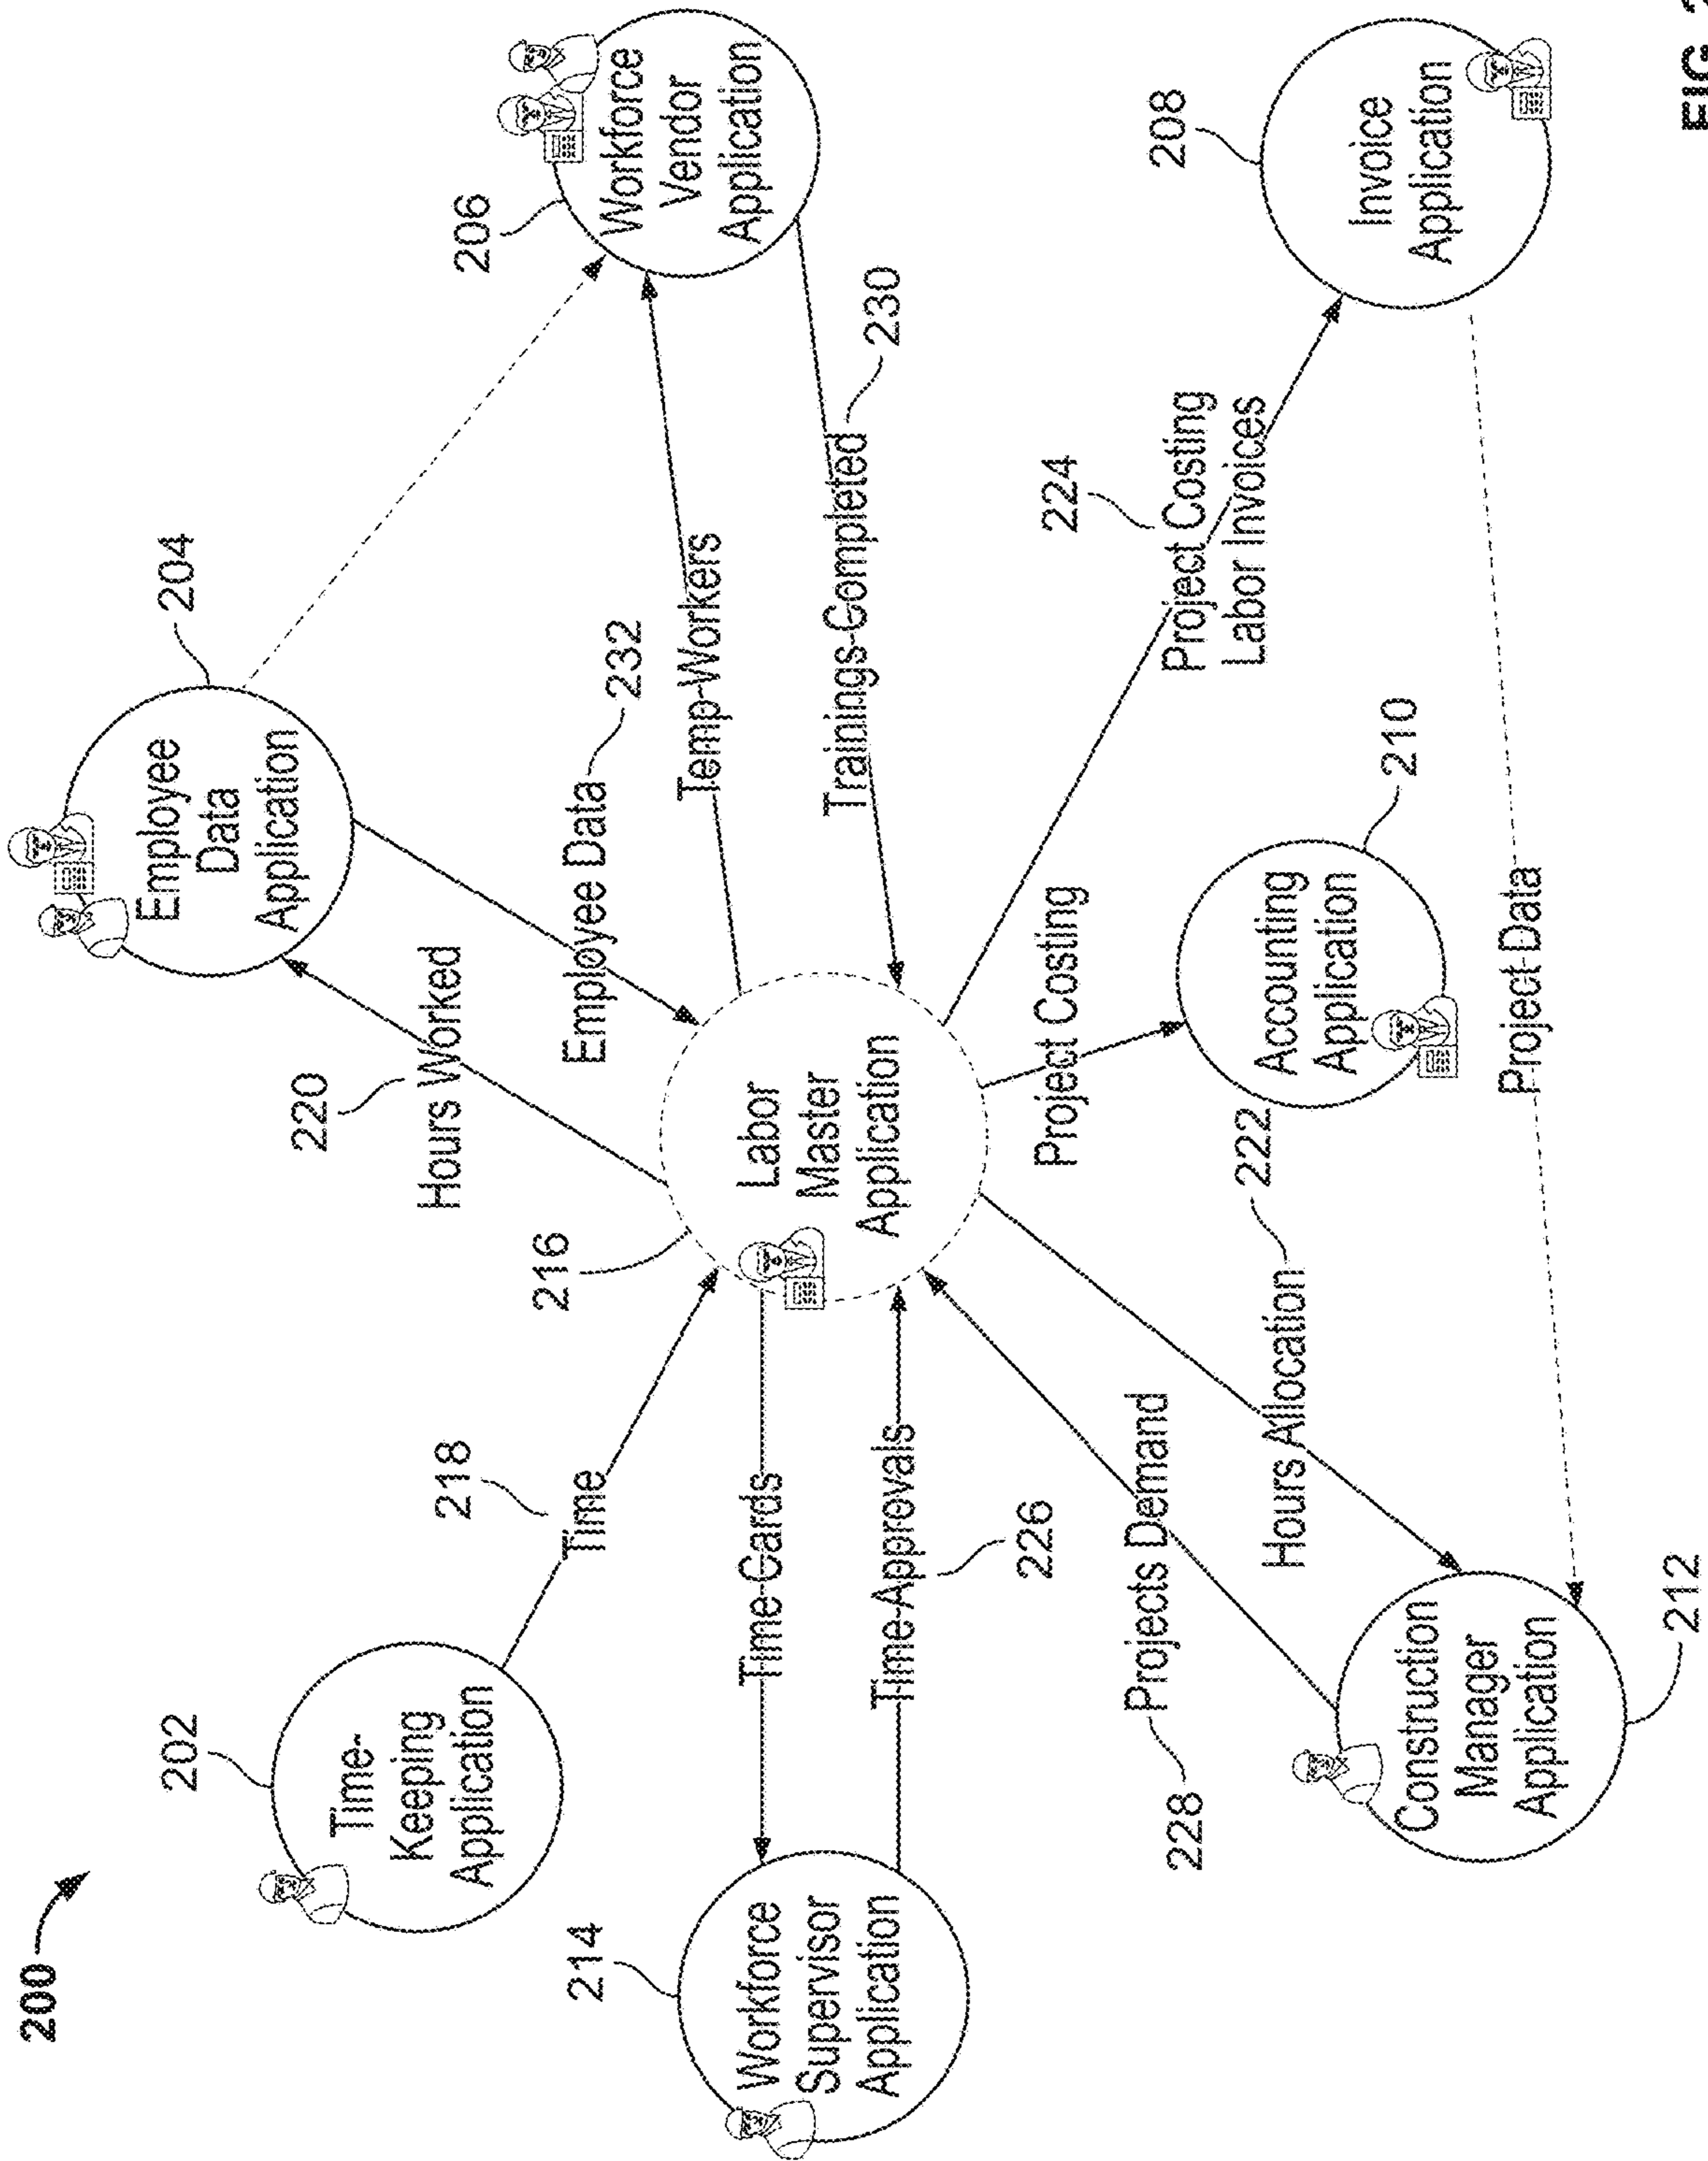 200
202
Time-
Keeping
Application
218
Time
214
Workforce
Supervisor
Application
Time Cards
Time Approvals
226
216
Labor
Master
Application
220
Hours Worked
204
Employee
Data
Application
Employee Data
232
206
Workforce
Vendor
Application
Temp Workers
Trainings Completed
230
228
Projects Demand
Hours Allocation
222
212
Construction
Manager
Application
Project Costing
210
Accounting
Application
224
Project Costing
Labor Invoices
208
Invoice
Application
Project Data